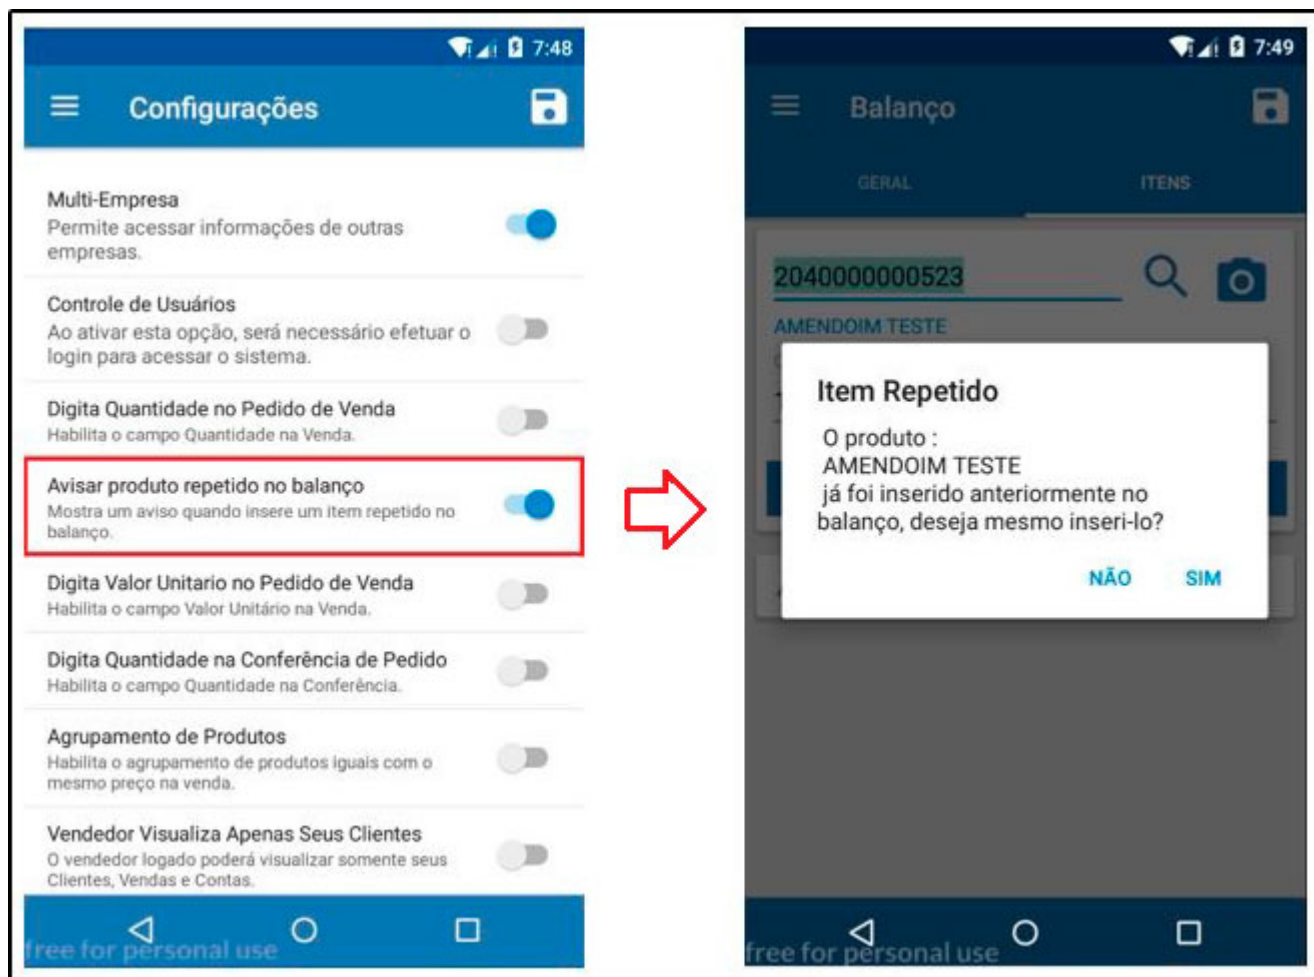 7:48
Configurações
Multi-Empresa
Permite acessar informações de outras
empresas.
Controle de Usuários
Ao ativar esta opção, será necessário efetuar o
login para acessar o sistema.
Digita Quantidade no Pedido de Venda
Habilita o campo Quantidade na Venda.
Avisar produto repetido no balanço
Mostra um aviso quando insere um item repetido no
balanço.
Digita Valor Unitario no Pedido de Venda
Habilita o campo Valor Unitário na Venda.
Digita Quantidade na Conferência de Pedido
Habilita o campo Quantidade na Conferência.
Agrupamento de Produtos
Habilita o agrupamento de produtos iguais com o
mesmo preço na venda.
Vendedor Visualiza Apenas Seus Clientes
O vendedor logado poderá visualizar somente seus
Clientes, Vendas e Contas.
free for personal use
7:49
Balanço
GERAL ITENS
2040000000523
AMENDOIM TESTE
Item Repetido
O produto :
AMENDOIM TESTE
já foi inserido anteriormente no
balanço, deseja mesmo inseri-lo?
NÃO SIM
free for personal use